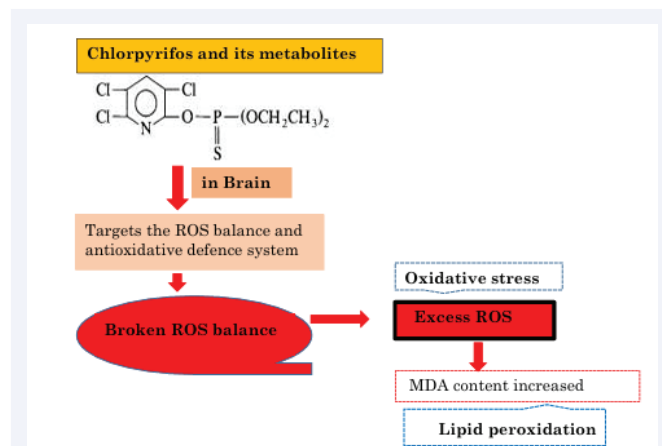 Chlorpyrifos and its metabolites
Cl
Cl
Cl
N
O—P—(OCH₂CH₃)₂
S
in Brain
Targets the ROS balance and
antioxidative defence system
Oxidative stress
Broken ROS balance
Excess ROS
MDA content increased
Lipid peroxidation